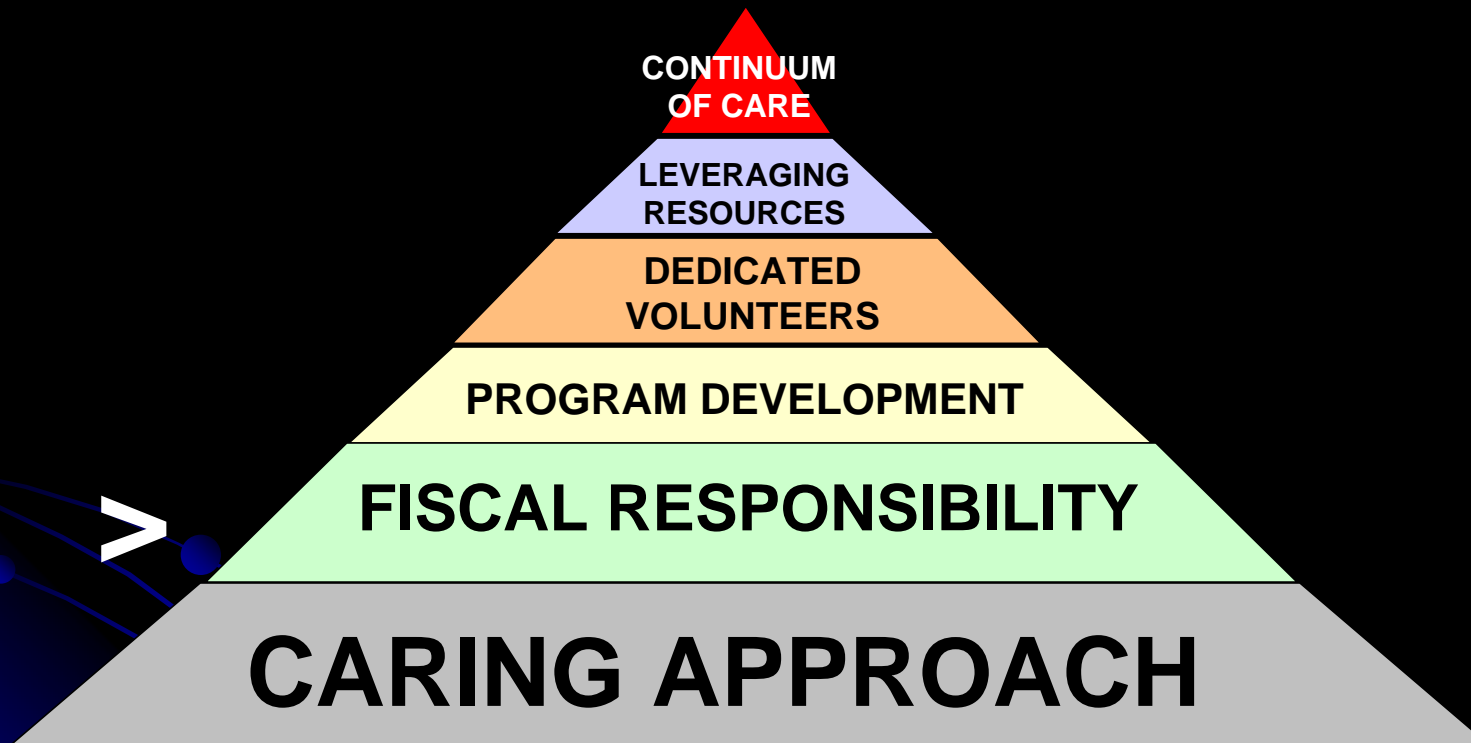 CONTINUUM
OF CARE
LEVERAGING
RESOURCES
DEDICATED
VOLUNTEERS
PROGRAM DEVELOPMENT
>
FISCAL RESPONSIBILITY
CARING APPROACH